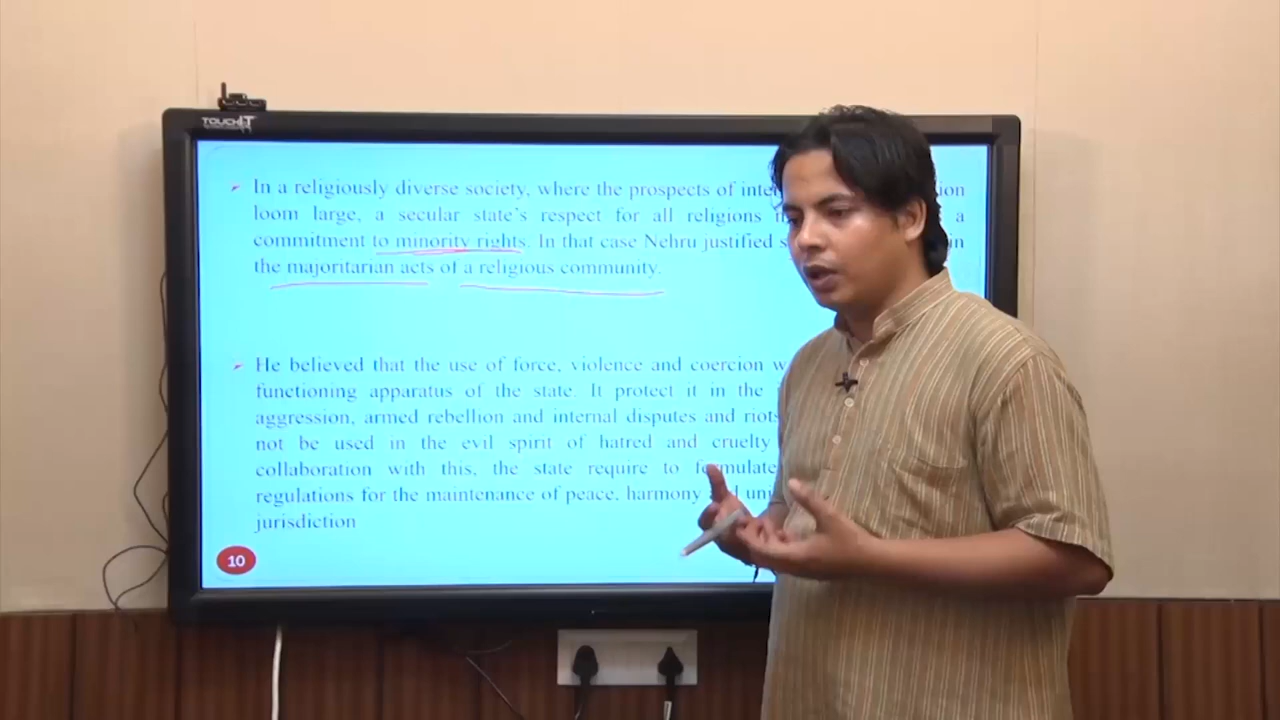 TOUCHIT
In a religiously diverse society, where the prospects of ion
loom large, a secular state's respect for all religions a
commitment to minority rights. In that case Nehru justified in
the majoritarian acts of a religious community.
He believed that the use of force, violence and coercion
functioning apparatus of the state. It protect it in the
aggression, armed rebellion and internal disputes and riots
not be used in the evil spirit of hatred and cruelty
collaboration with this, the state require to formulate
regulations for the maintenance of peace, harmony and
jurisdiction
10